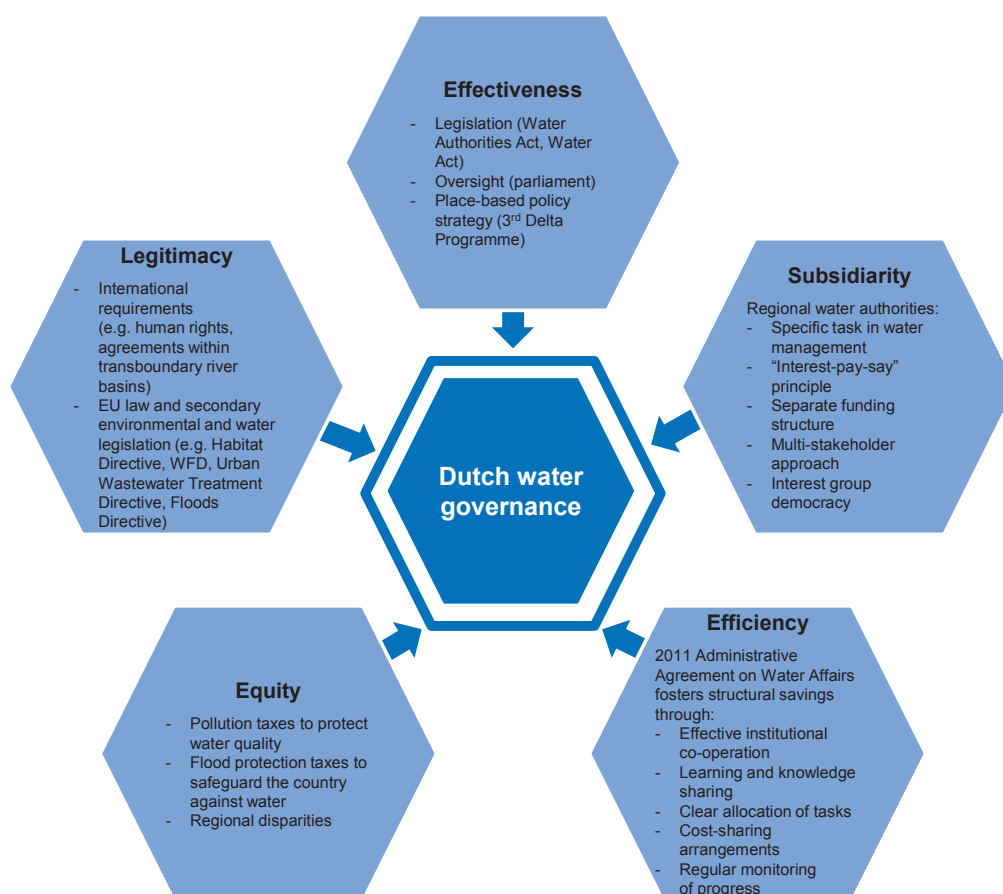 Effectiveness
- Legislation (Water
Authorities Act, Water
Act)
- Oversight (parliament)
- Place-based policy
strategy (3rd Delta
Programme)
Legitimacy
- International
requirements
(e.g. human rights,
agreements within
transboundary river
basins)
- EU law and secondary
environmental and water
legislation (e.g. Habitat
Directive, WFD, Urban
Wastewater Treatment
Directive, Floods
Directive)
Subsidiarity
Regional water authorities:
- Specific task in water
management
- “Interest-pay-say”
principle
- Separate funding
structure
- Multi-stakeholder
approach
- Interest group
democracy
Dutch water
governance
Equity
- Pollution taxes to protect
water quality
- Flood protection taxes to
safeguard the country
against water
- Regional disparities
Efficiency
2011 Administrative
Agreement on Water Affairs
fosters structural savings
through:
- Effective institutional
co-operation
- Learning and knowledge
sharing
- Clear allocation of tasks
- Cost-sharing
arrangements
- Regular monitoring
of progress